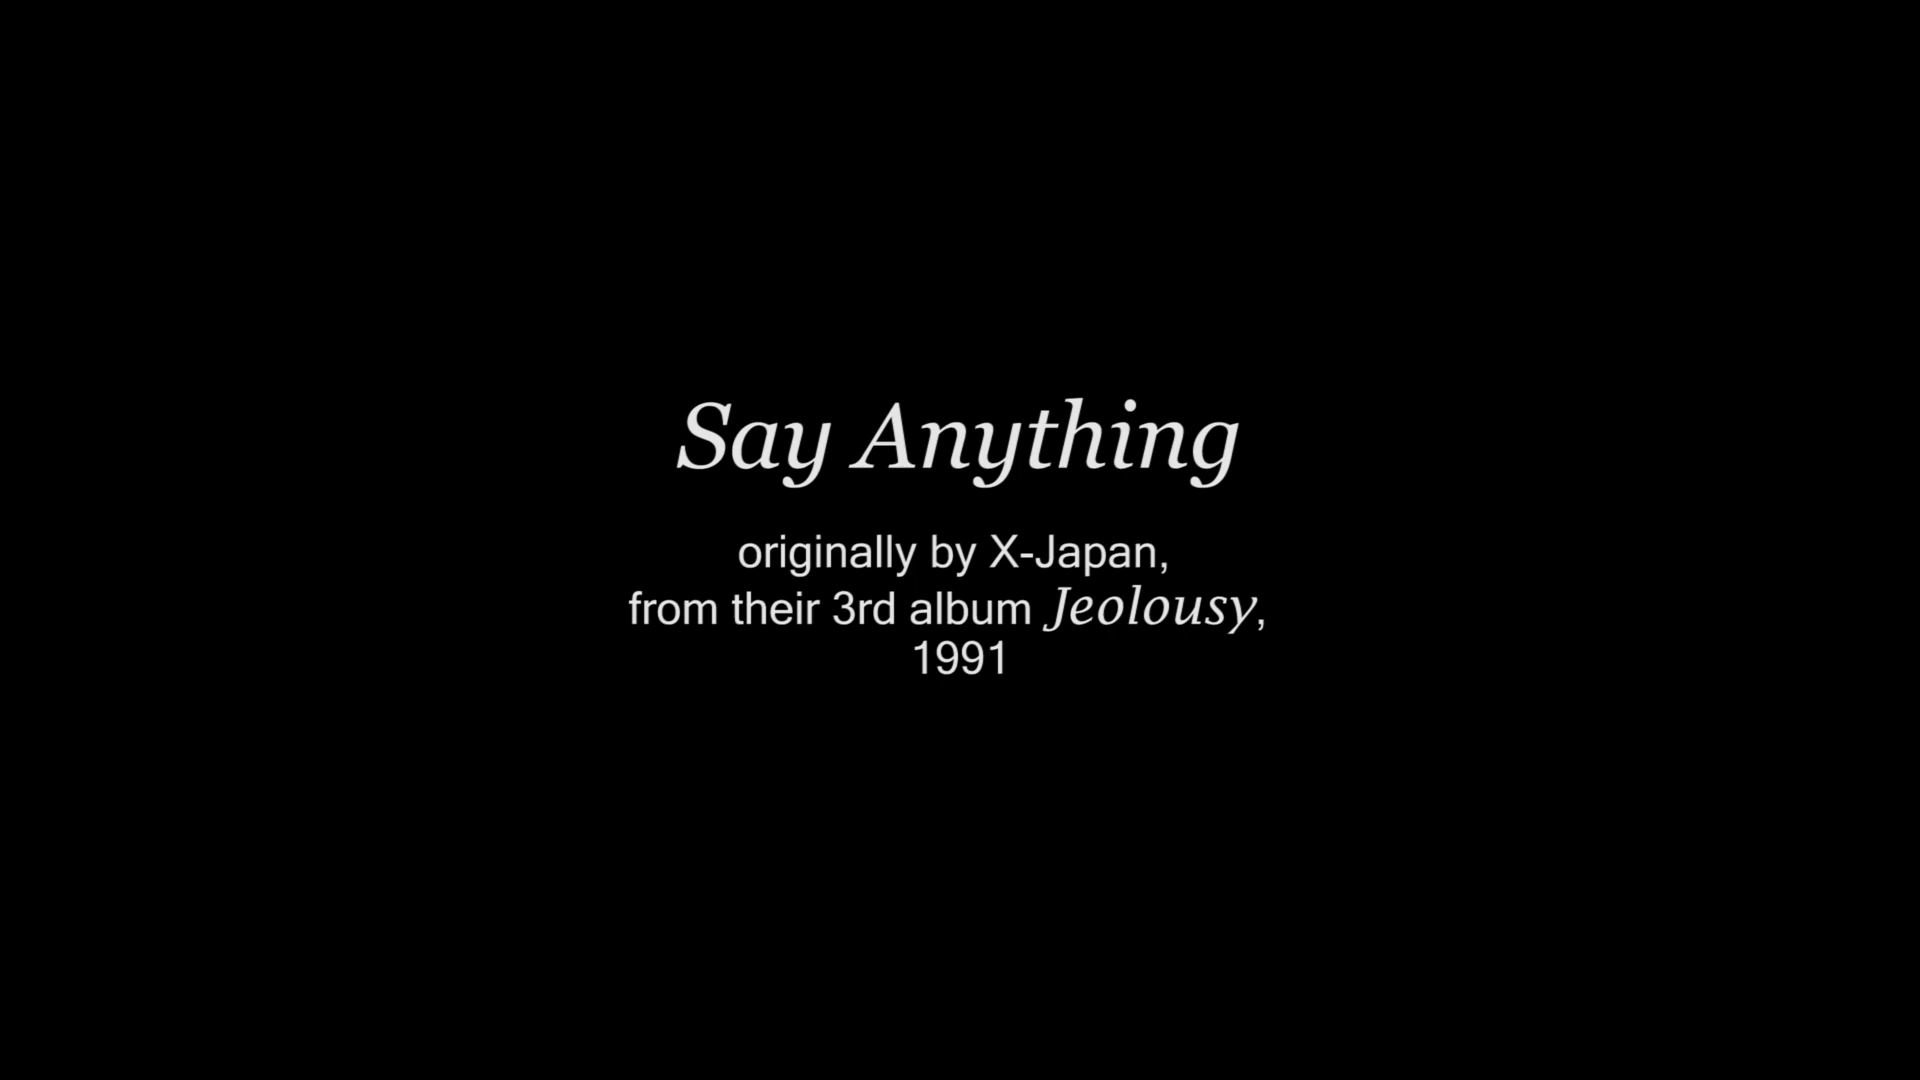 Say Anything
originally by X-Japan,
from their 3rd album Jeolousy,
1991